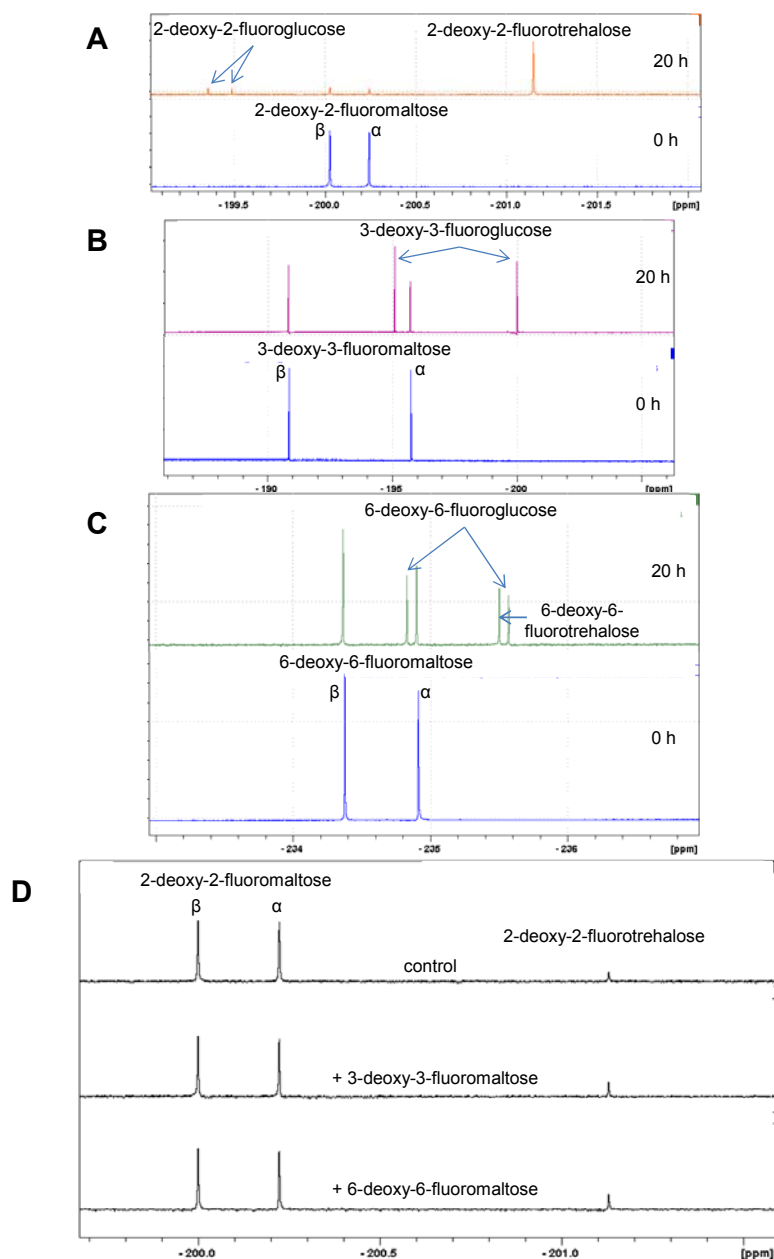 A
2-deoxy-2-fluoroglucose
2-deoxy-2-fluorotrehalose
20 h
2-deoxy-2-fluoromaltose
β
α
0 h
-199.5
-200.0
-200.5
-201.0
-201.5
[ppm]
B
3-deoxy-3-fluoroglucose
20 h
3-deoxy-3-fluoromaltose
β
α
0 h
-190
-195
-200
[ppm]
C
6-deoxy-6-fluoroglucose
20 h
6-deoxy-6-
fluorotrehalose
6-deoxy-6-fluoromaltose
β
α
0 h
-234
-235
-236
[ppm]
D
2-deoxy-2-fluoromaltose
β
α
2-deoxy-2-fluorotrehalose
control
+ 3-deoxy-3-fluoromaltose
+ 6-deoxy-6-fluoromaltose
-200.0
-200.5
-201.0
[ppm]